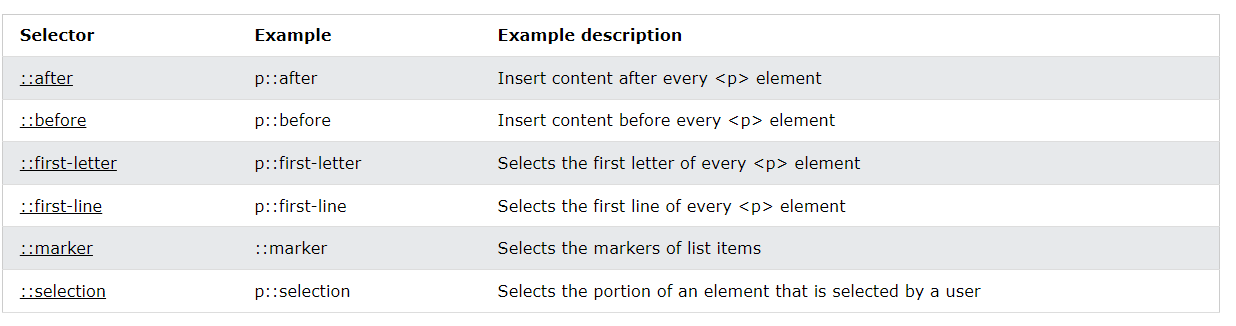 Selector Example Example description
::after p::after Insert content after every <p> element
::before p::before Insert content before every <p> element
::first-letter p::first-letter Selects the first letter of every <p> element
::first-line p::first-line Selects the first line of every <p> element
::marker ::marker Selects the markers of list items
::selection p::selection Selects the portion of an element that is selected by a user